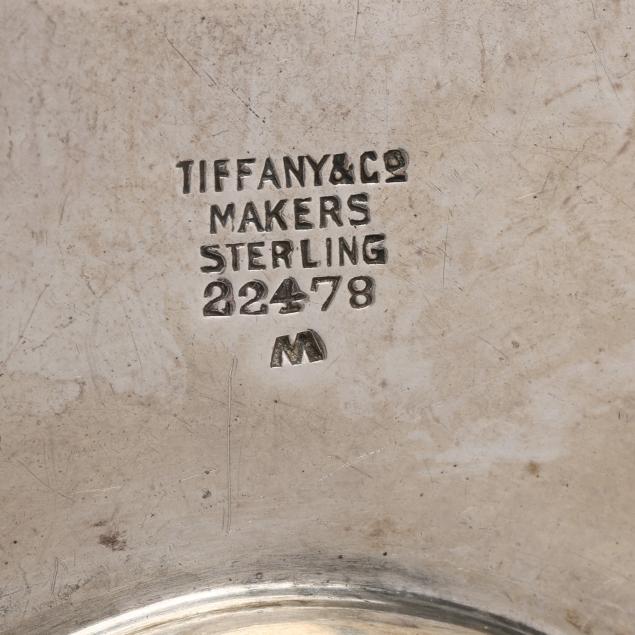 TIFFANY&Co
MAKERS
STERLING
22478
M